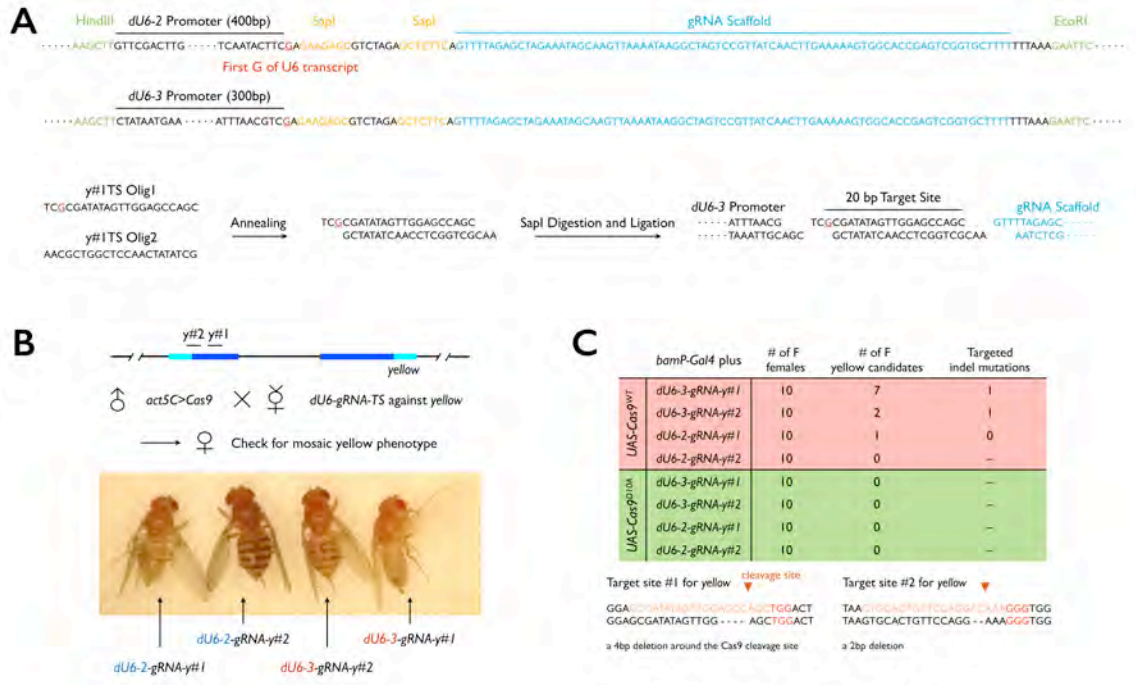 A
HindIII dU6-2 Promoter (400bp) SapI SapI gRNA Scaffold EcoRI
·····AAGCTTGTTCGACTTG ·····TCAATACTTCGAGAAGAGCGTCTAGAGCTCTTCAGTTTTAGAGCTAGAAATAGCAAGTTAAAATAAGGCTAGTCCGTTATCAACTTGAAAAAGTGGCACCGAGTCGGTGCTTTTTTTAAAGAATTC·····
First G of U6 transcript
dU6-3 Promoter (300bp)
·····AAGCTTCTATAATGAA ·····ATTTAACGTCGAGAAGAGCGTCTAGAGCTCTTCAGTTTTAGAGCTAGAAATAGCAAGTTAAAATAAGGCTAGTCCGTTATCAACTTGAAAAAGTGGCACCGAGTCGGTGCTTTTTTTAAAGAATTC·····
y#1TS Olig1
TCGCGATATAGTTGGAGCCAGC
y#1TS Olig2
AACGCTGGCTCCAACTATATCG
Annealing
TCGCGATATAGTTGGAGCCAGC
GCTATATCAACCTCGGTCGCAA
SapI Digestion and Ligation
dU6-3 Promoter 20 bp Target Site gRNA Scaffold
·····ATTTAACG TCGCGATATAGTTGGAGCCAGC GTTTTAGAGC·····
·····TAAATTGCAGC GCTATATCAACCTCGGTCGCAA AATCTCG·····
B
y#2 y#1
yellow
♂ act5C>Cas9 × dU6-gRNA-TS against yellow
♀ Check for mosaic yellow phenotype
dU6-2-gRNA-y#2 dU6-3-gRNA-y#1
dU6-2-gRNA-y#1 dU6-3-gRNA-y#2
C
bamP-Gal4 plus # of F females # of F yellow candidates Targeted indel mutations
UAS-Cas9WT
dU6-3-gRNA-y#1 10 7 1
dU6-3-gRNA-y#2 10 2 1
dU6-2-gRNA-y#1 10 1 0
dU6-2-gRNA-y#2 10 0 –
UAS-Cas9D10A
dU6-3-gRNA-y#1 10 0 –
dU6-3-gRNA-y#2 10 0 –
dU6-2-gRNA-y#1 10 0 –
dU6-2-gRNA-y#2 10 0 –
Target site #1 for yellow cleavage site
GGAGCGATATAGTTGGAGCCAGCTGGACT
GGAGCGATATAGTTGG----AGCTGGACT
a 4bp deletion around the Cas9 cleavage site
Target site #2 for yellow
TAAGTGCACTGTTCCAGGACAAAGGGTGG
TAAGTGCACTGTTCCAGG--AAAGGGTGG
a 2bp deletion